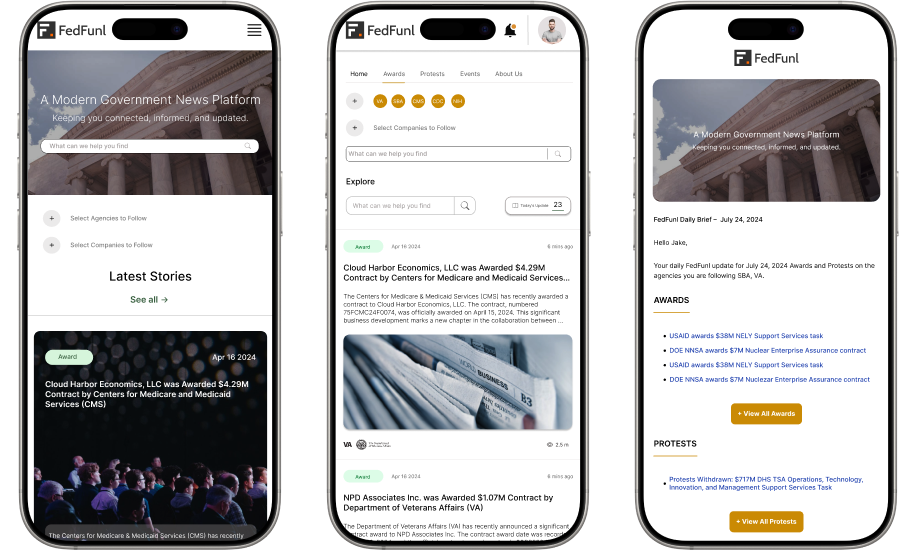 FedFunl
A Modern Government News Platform
Keeping you connected, informed, and updated.
What can we help you find
+ Select Agencies to Follow
+ Select Companies to Follow
Latest Stories
See all →
Award Apr 16 2024
Cloud Harbor Economics, LLC was Awarded $4.29M
Contract by Centers for Medicare and Medicaid
Services (CMS)
The Centers for Medicare & Medicaid Services (CMS) has recently
FedFunl
Home Awards Protests Events About Us
+ VA SBA CMS CDC NIH
+ Select Companies to Follow
What can we help you find
Explore
What can we help you find
Today's Update 23
Award Apr 16 2024 6 mins ago
Cloud Harbor Economics, LLC was Awarded $4.29M
Contract by Centers for Medicare and Medicaid Services...
The Centers for Medicare & Medicaid Services (CMS) has recently awarded a
contract to Cloud Harbor Economics, LLC. The contract, numbered
75FCMC24F0074, was officially awarded on April 15, 2024. This significant
business development marks a new chapter in the collaboration between ...
BUSINESS
B3
VA
2.5 m
Award Apr 16 2024 6 mins ago
NPD Associates Inc. was Awarded $1.07M Contract by
Department of Veterans Affairs (VA)
The Department of Veterans Affairs (VA) has recently announced a significant
contract award to NPD Associates Inc. The contract award date was
FedFunl
A Modern Government News Platform
Keeping you connected, informed, and updated.
FedFunl Daily Brief – July 24, 2024
Hello Jake,
Your daily FedFunl update for July 24, 2024 Awards and Protests on the
agencies you are following SBA, VA.
AWARDS
• USAID awards $38M NELY Support Services task
• DOE NNSA awards $7M Nuclear Enterprise Assurance contract
• USAID awards $38M NELY Support Services task
• DOE NNSA awards $7M Nuclezar Enterprise Assurance contract
+ View All Awards
PROTESTS
• Protests Withdrawn: $717M DHS TSA Operations, Technology,
Innovation, and Management Support Services Task
+ View All Protests